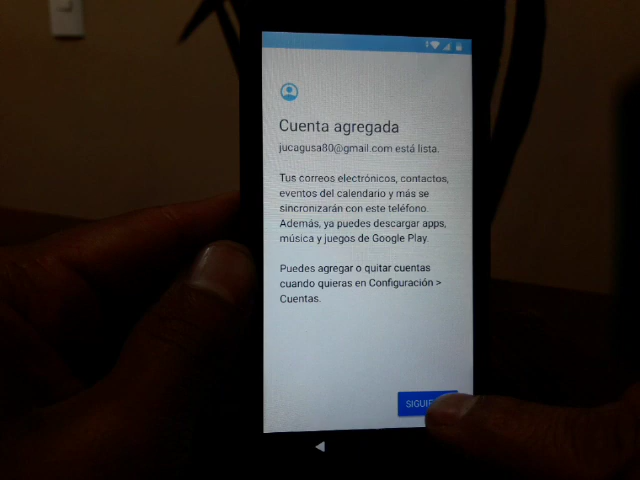 Cuenta agregada
jucagusa80@gmail.com está lista.
Tus correos electrónicos, contactos,
eventos del calendario y más se
sincronizarán con este teléfono.
Además, ya puedes descargar apps,
música y juegos de Google Play.
Puedes agregar o quitar cuentas
cuando quieras en Configuración >
Cuentas.